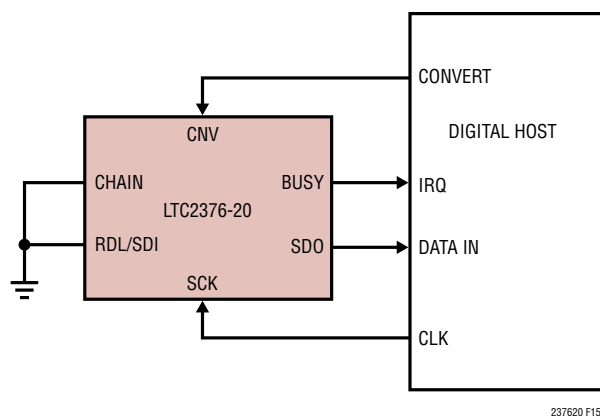 CONVERT
CNV
DIGITAL HOST
CHAIN
BUSY
IRQ
LTC2376-20
RDL/SDI
SDO
DATA IN
SCK
CLK
237620 F15